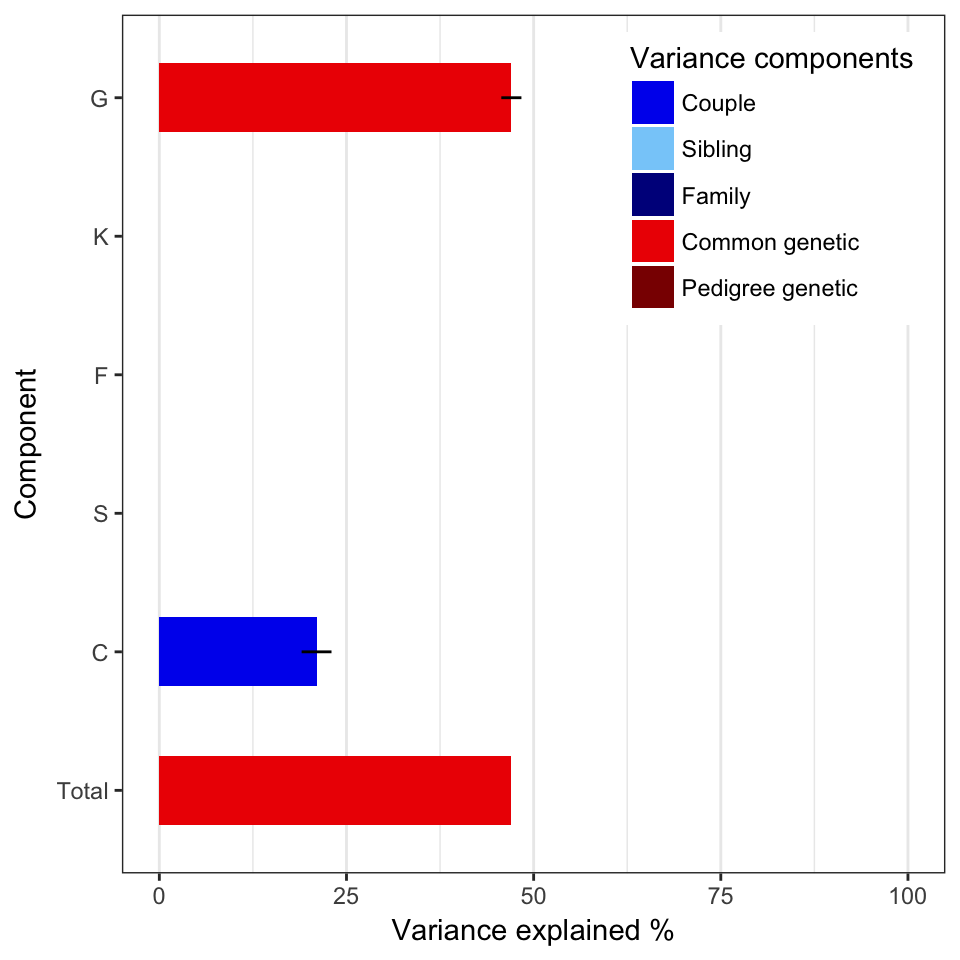 Variance components
Couple
Sibling
Family
Common genetic
Pedigree genetic
Component
G
K
F
S
C
Total
0 25 50 75 100
Variance explained %